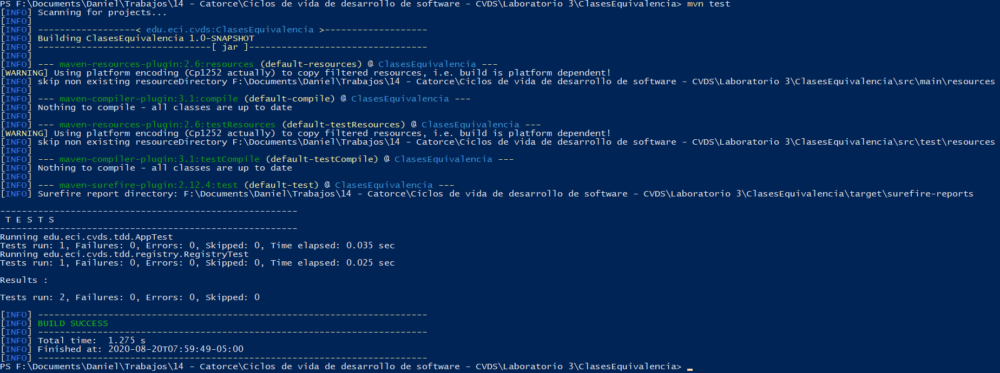 PS F:\Documents\Daniel\Trabajos\14 - Catorce\Ciclos de vida de desarrollo de software - CVDS\Laboratorio 3\ClasesEquivalencia> mvn test
[INFO] Scanning for projects...
[INFO]
[INFO] ------------------< edu.eci.cvds:ClasesEquivalencia >-------------------
[INFO] Building ClasesEquivalencia 1.0-SNAPSHOT
[INFO] --------------------------------[ jar ]---------------------------------
[INFO]
[INFO] --- maven-resources-plugin:2.6:resources (default-resources) @ ClasesEquivalencia ---
[WARNING] Using platform encoding (Cp1252 actually) to copy filtered resources, i.e. build is platform dependent!
[INFO] skip non existing resourceDirectory F:\Documents\Daniel\Trabajos\14 - Catorce\Ciclos de vida de desarrollo de software - CVDS\Laboratorio 3\ClasesEquivalencia\src\main\resources
[INFO]
[INFO] --- maven-compiler-plugin:3.1:compile (default-compile) @ ClasesEquivalencia ---
[INFO] Nothing to compile - all classes are up to date
[INFO]
[INFO] --- maven-resources-plugin:2.6:testResources (default-testResources) @ ClasesEquivalencia ---
[WARNING] Using platform encoding (Cp1252 actually) to copy filtered resources, i.e. build is platform dependent!
[INFO] skip non existing resourceDirectory F:\Documents\Daniel\Trabajos\14 - Catorce\Ciclos de vida de desarrollo de software - CVDS\Laboratorio 3\ClasesEquivalencia\src\test\resources
[INFO]
[INFO] --- maven-compiler-plugin:3.1:testCompile (default-testCompile) @ ClasesEquivalencia ---
[INFO] Nothing to compile - all classes are up to date
[INFO]
[INFO] --- maven-surefire-plugin:2.12.4:test (default-test) @ ClasesEquivalencia ---
[INFO] Surefire report directory: F:\Documents\Daniel\Trabajos\14 - Catorce\Ciclos de vida de desarrollo de software - CVDS\Laboratorio 3\ClasesEquivalencia\target\surefire-reports
-------------------------------------------------------
T E S T S
-------------------------------------------------------
Running edu.eci.cvds.tdd.AppTest
Tests run: 1, Failures: 0, Errors: 0, Skipped: 0, Time elapsed: 0.035 sec
Running edu.eci.cvds.tdd.registry.RegistryTest
Tests run: 1, Failures: 0, Errors: 0, Skipped: 0, Time elapsed: 0.025 sec
Results :
Tests run: 2, Failures: 0, Errors: 0, Skipped: 0
[INFO] ------------------------------------------------------------------------
[INFO] BUILD SUCCESS
[INFO] ------------------------------------------------------------------------
[INFO] Total time:  1.275 s
[INFO] Finished at: 2020-08-20T07:59:49-05:00
[INFO] ------------------------------------------------------------------------
PS F:\Documents\Daniel\Trabajos\14 - Catorce\Ciclos de vida de desarrollo de software - CVDS\Laboratorio 3\ClasesEquivalencia> _